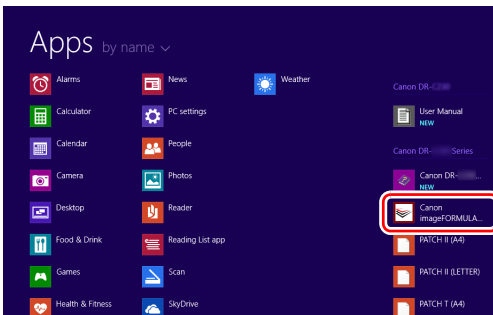 Apps by name
Alarms
Calculator
Calendar
Camera
Desktop
Food & Drink
Games
Health & Fitness
News
PC settings
People
Photos
Reader
Reading List app
Scan
SkyDrive
Weather
Canon DR-
User Manual
NEW
Canon DR- Series
Canon DR- ...
NEW
Canon
imageFORMULA...
PATCH II (A4)
PATCH II (LETTER)
PATCH T (A4)